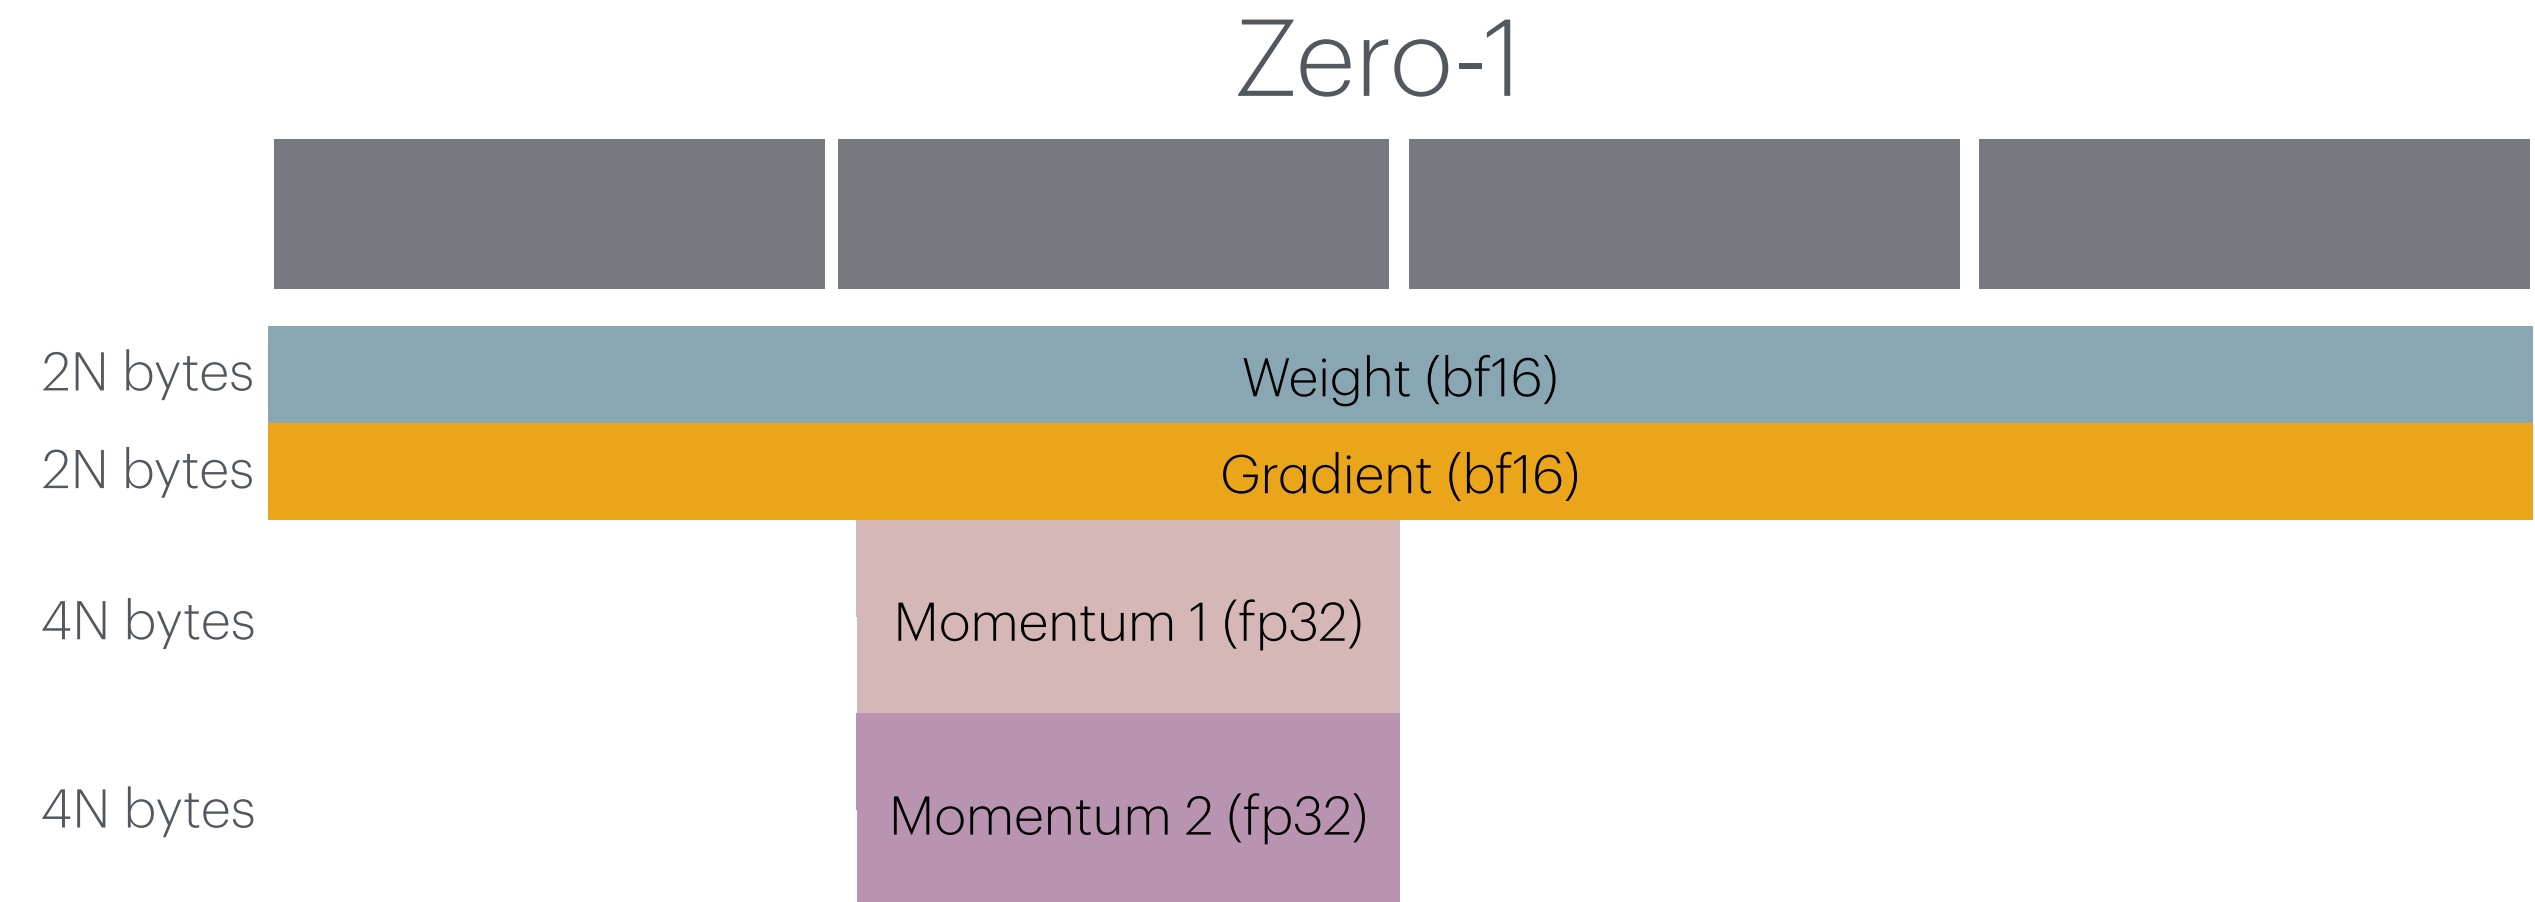 Zero-1
2N bytes
Weight (bf16)
2N bytes
Gradient (bf16)
4N bytes
Momentum 1 (fp32)
4N bytes
Momentum 2 (fp32)